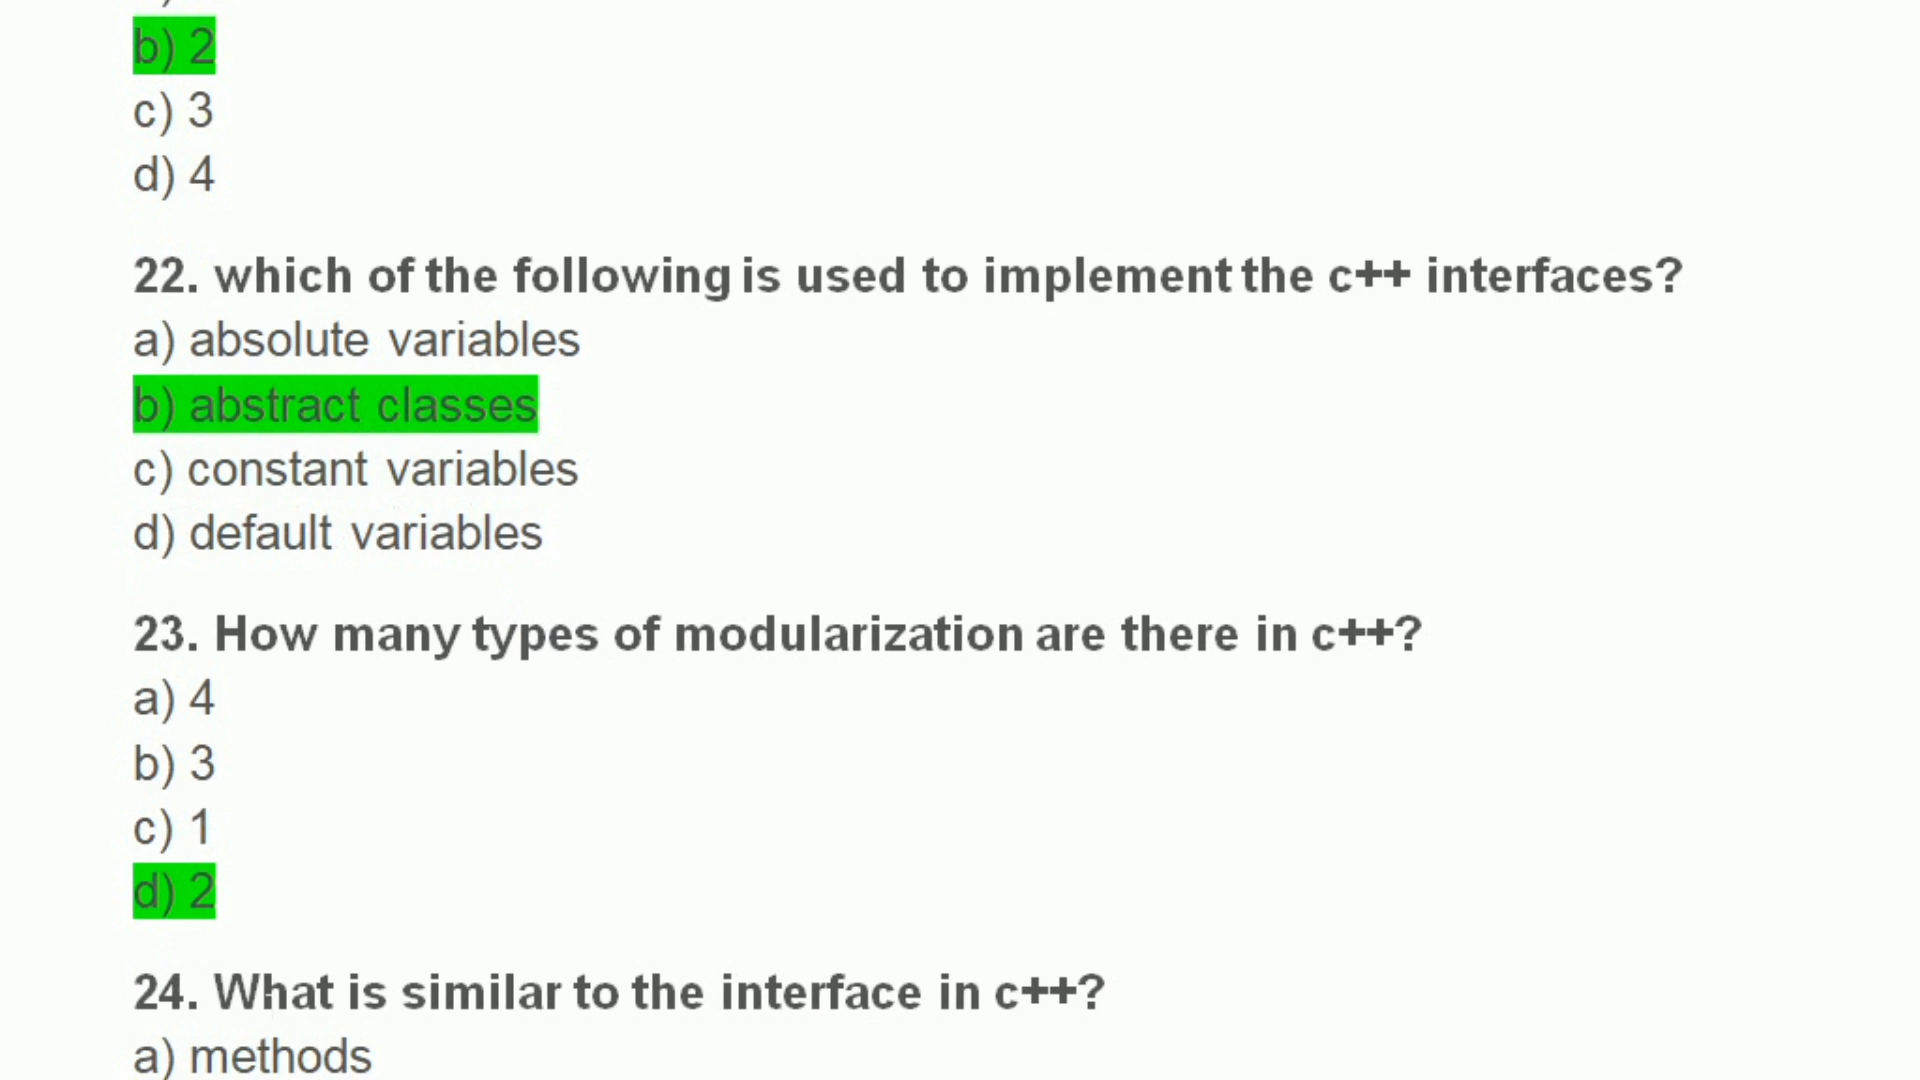 b) 2
c) 3
d) 4
22. which of the following is used to implement the c++ interfaces?
a) absolute variables
b) abstract classes
c) constant variables
d) default variables
23. How many types of modularization are there in c++?
a) 4
b) 3
c) 1
d) 2
24. What is similar to the interface in c++?
a) methods